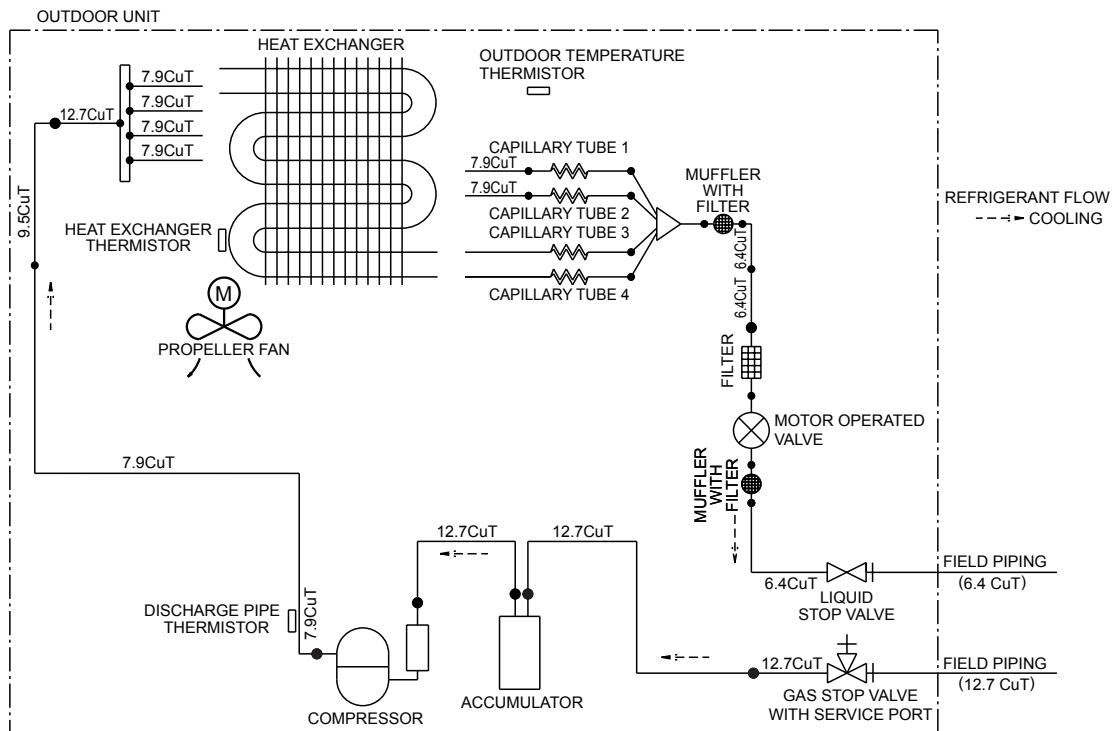 OUTDOOR UNIT
HEAT EXCHANGER
OUTDOOR TEMPERATURE
THERMISTOR
7.9CuT
7.9CuT
7.9CuT
7.9CuT
12.7CuT
9.5CuT
CAPILLARY TUBE 1
7.9CuT
7.9CuT
CAPILLARY TUBE 2
CAPILLARY TUBE 3
CAPILLARY TUBE 4
MUFFLER
WITH
FILTER
REFRIGERANT FLOW
COOLING
HEAT EXCHANGER
THERMISTOR
M
PROPELLER FAN
6.4CuT
6.4CuT
FILTER
MOTOR OPERATED
VALVE
MUFFLER
WITH
FILTER
7.9CuT
12.7CuT
12.7CuT
6.4CuT
LIQUID
STOP VALVE
FIELD PIPING
(6.4 CuT)
DISCHARGE PIPE
THERMISTOR
7.9CuT
COMPRESSOR
ACCUMULATOR
12.7CuT
GAS STOP VALVE
WITH SERVICE PORT
FIELD PIPING
(12.7 CuT)